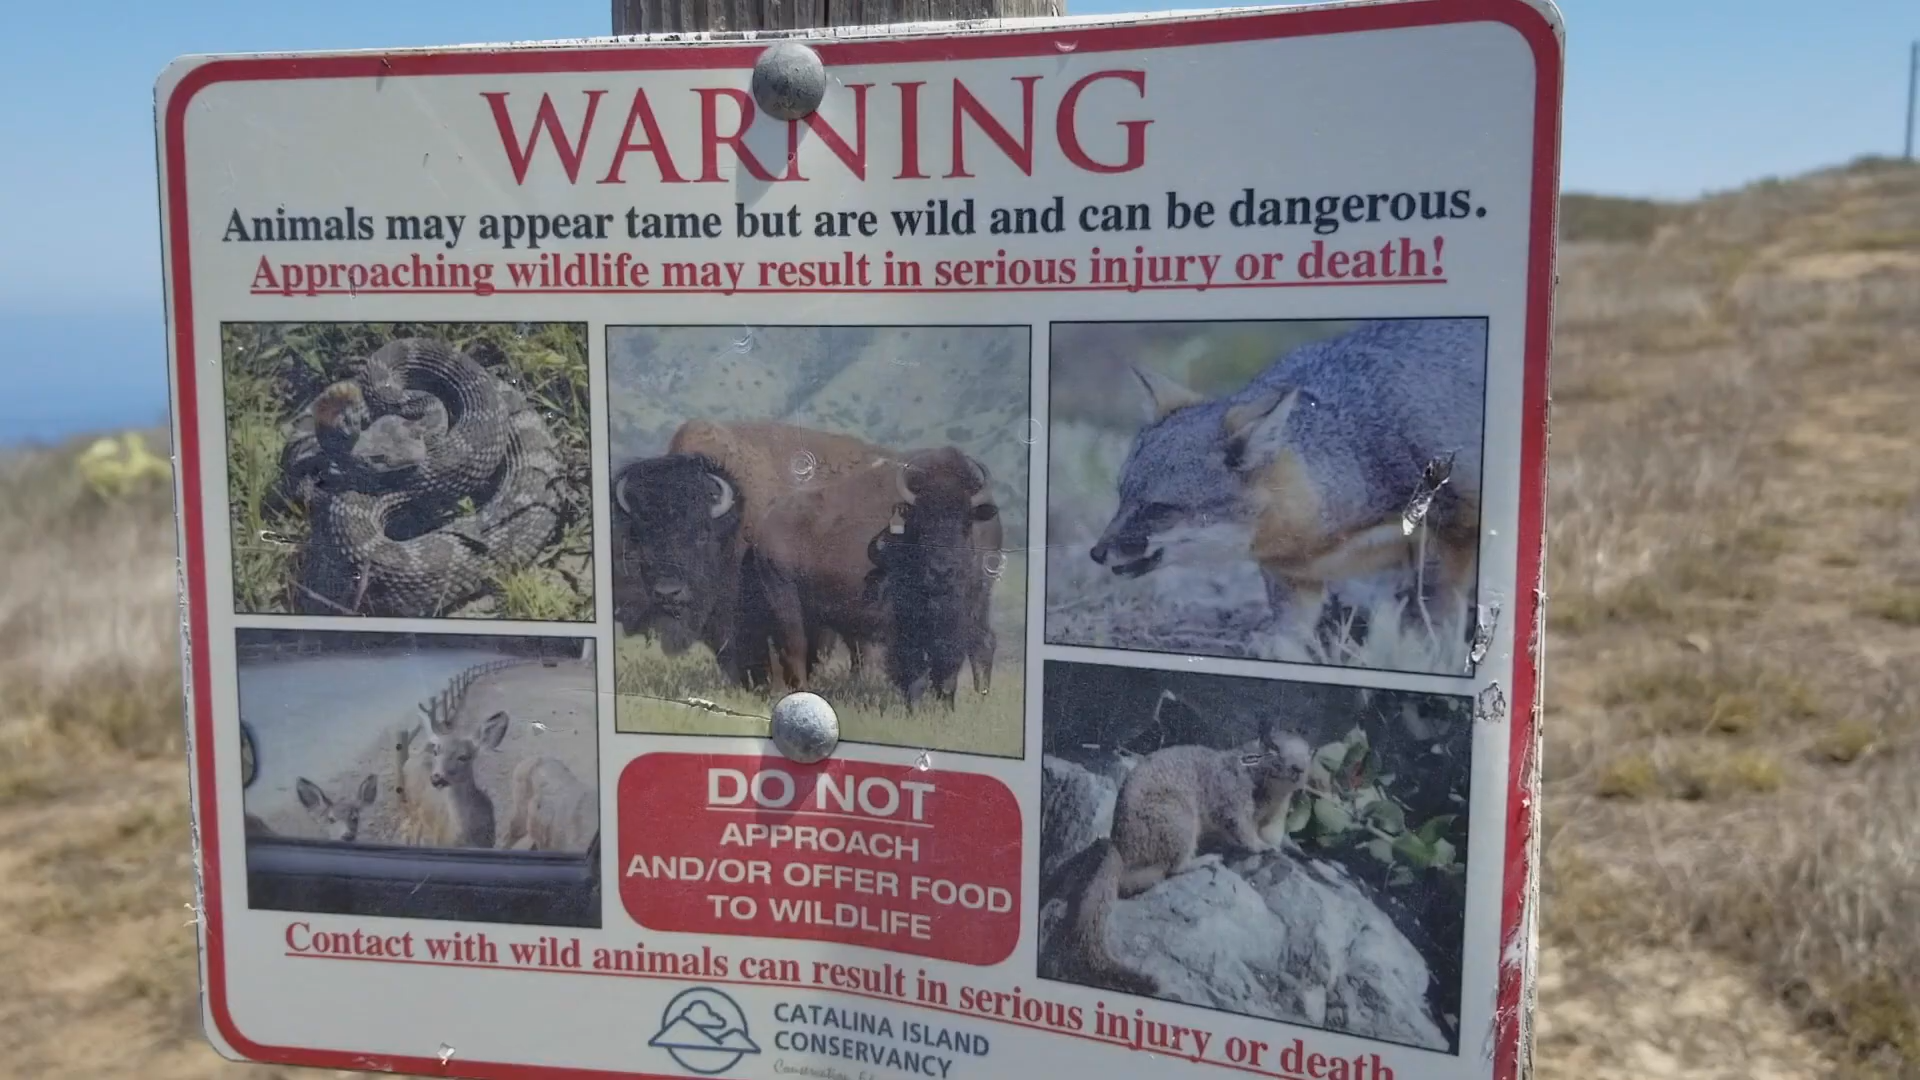 WARNING
Animals may appear tame but are wild and can be dangerous.
Approaching wildlife may result in serious injury or death!
DO NOT
APPROACH
AND/OR OFFER FOOD
TO WILDLIFE
Contact with wild animals can result in serious injury or death
CATALINA ISLAND
CONSERVANCY